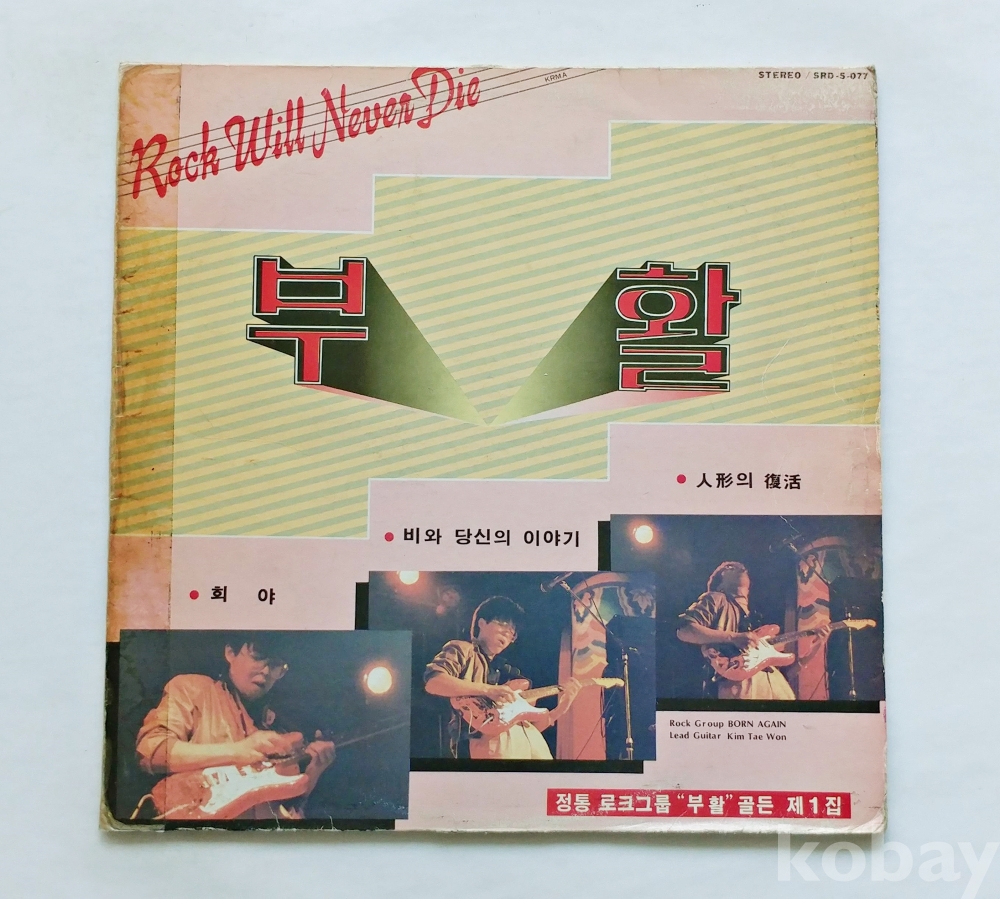 Rock Will Never Die
KRMA
STEREO / SRD-S-077
부 활
● 人形의 復活
● 비와 당신의 이야기
● 회 야
Rock Group BORN AGAIN
Lead Guitar Kim Tae Won
정통 로크그룹 “부활” 골든 제1집
kobay